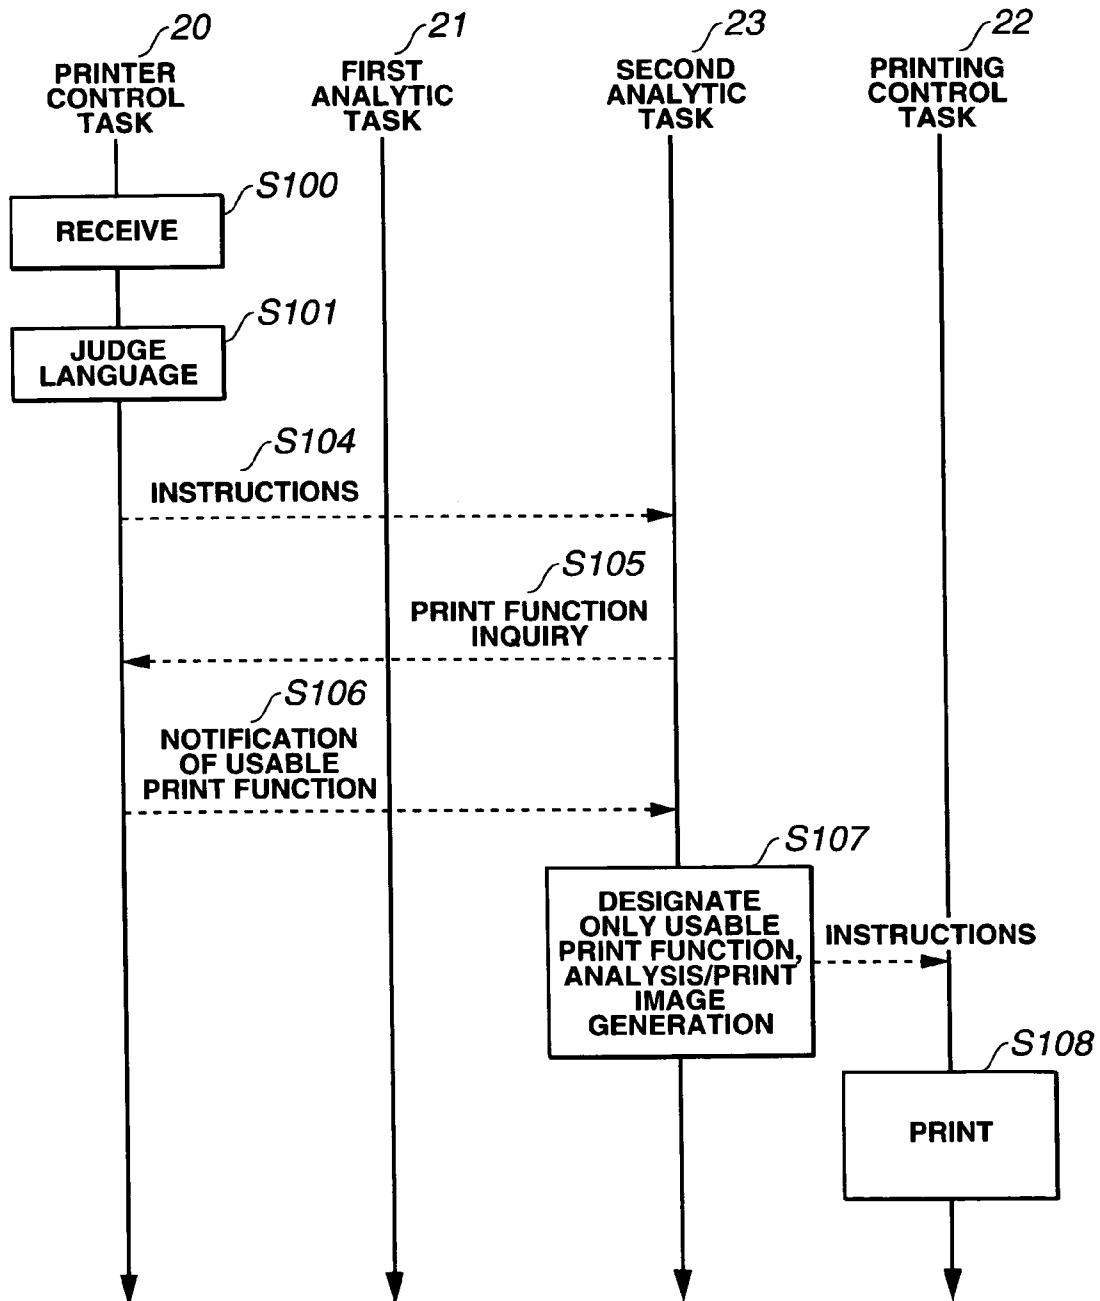 20
PRINTER
CONTROL
TASK
21
FIRST
ANALYTIC
TASK
23
SECOND
ANALYTIC
TASK
22
PRINTING
CONTROL
TASK
S100
RECEIVE
S101
JUDGE
LANGUAGE
S104
INSTRUCTIONS
S105
PRINT FUNCTION
INQUIRY
S106
NOTIFICATION
OF USABLE
PRINT FUNCTION
S107
DESIGNATE
ONLY USABLE
PRINT FUNCTION,
ANALYSIS/PRINT
IMAGE
GENERATION
INSTRUCTIONS
S108
PRINT